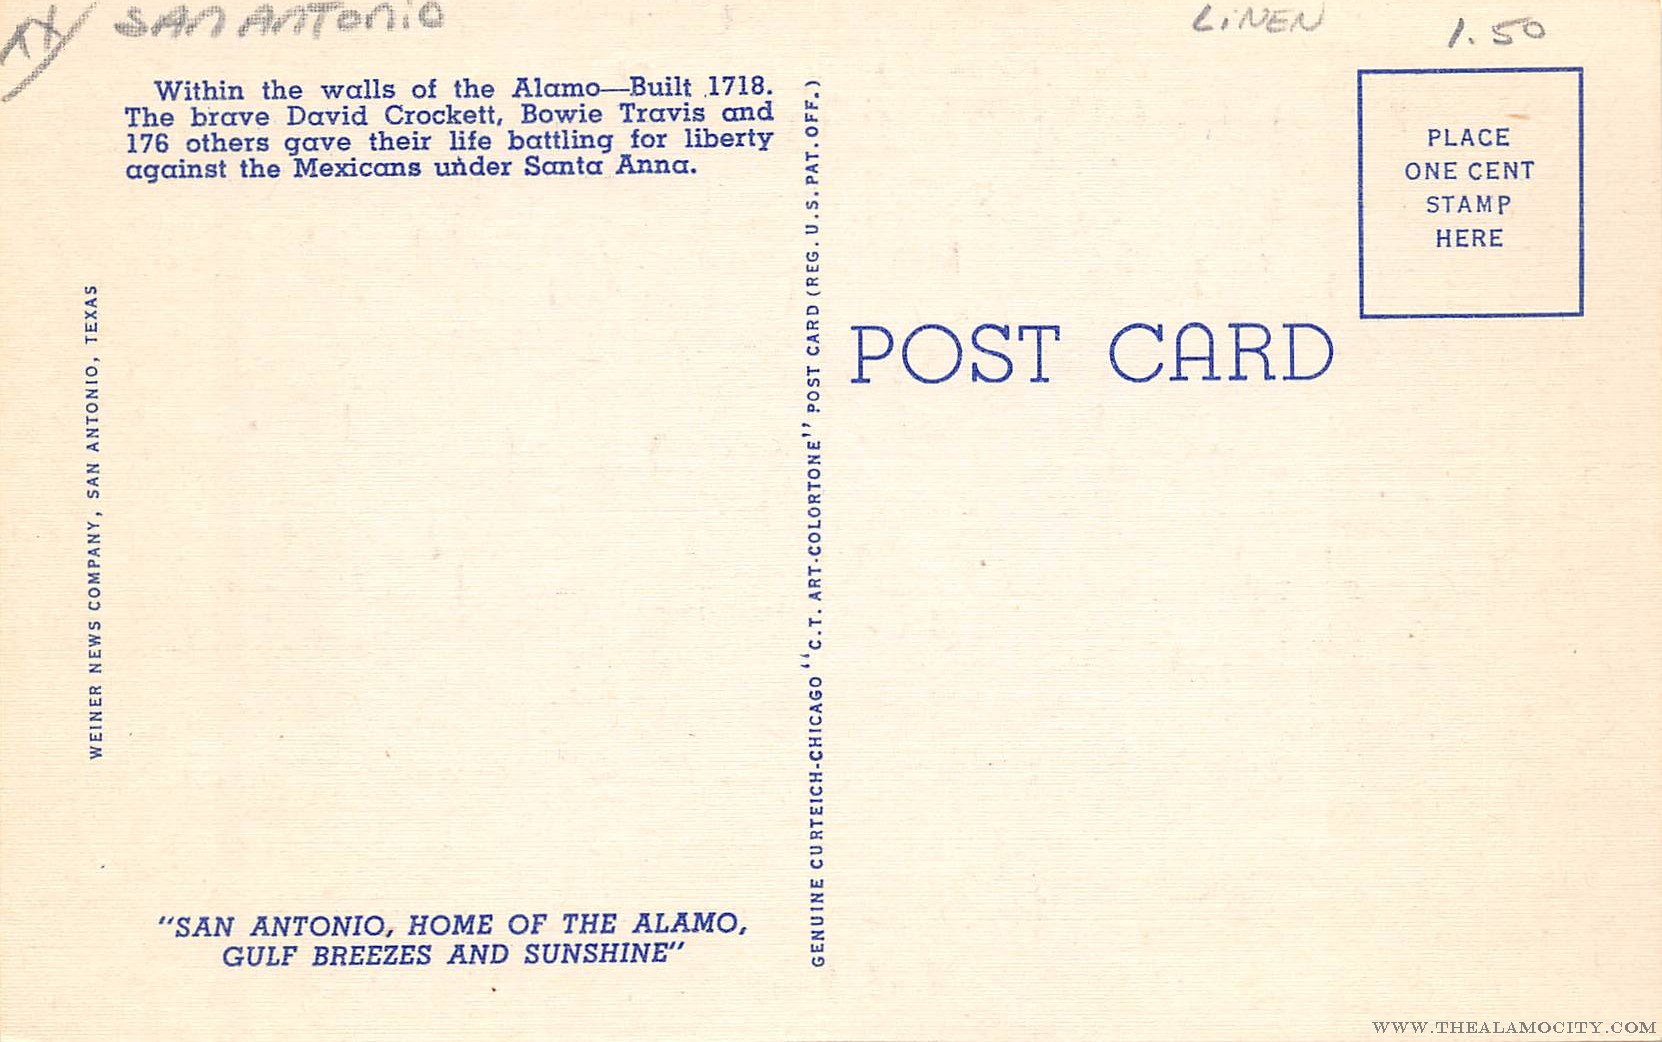 TX SAN ANTONIO
LINEN
1.50
Within the walls of the Alamo—Built 1718.
The brave David Crockett, Bowie Travis and
176 others gave their life battling for liberty
against the Mexicans under Santa Anna.
WEINER NEWS COMPANY, SAN ANTONIO, TEXAS
"SAN ANTONIO, HOME OF THE ALAMO,
GULF BREEZES AND SUNSHINE"
GENUINE CURTEICH-CHICAGO "C.T. ART-COLORTONE" POST CARD (REG. U.S. PAT. OFF.)
PLACE
ONE CENT
STAMP
HERE
POST CARD
WWW.THEALAMOCITY.COM